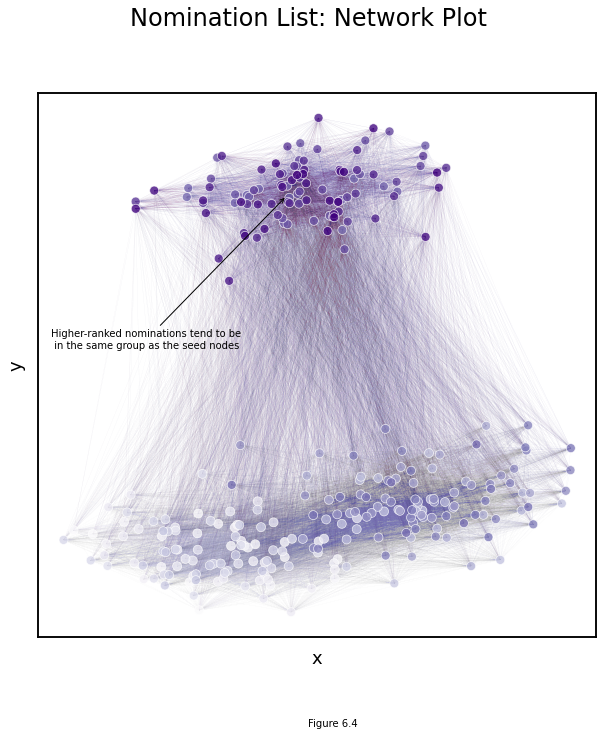 Nomination List: Network Plot
Higher-ranked nominations tend to be
in the same group as the seed nodes
y
x
Figure 6.4